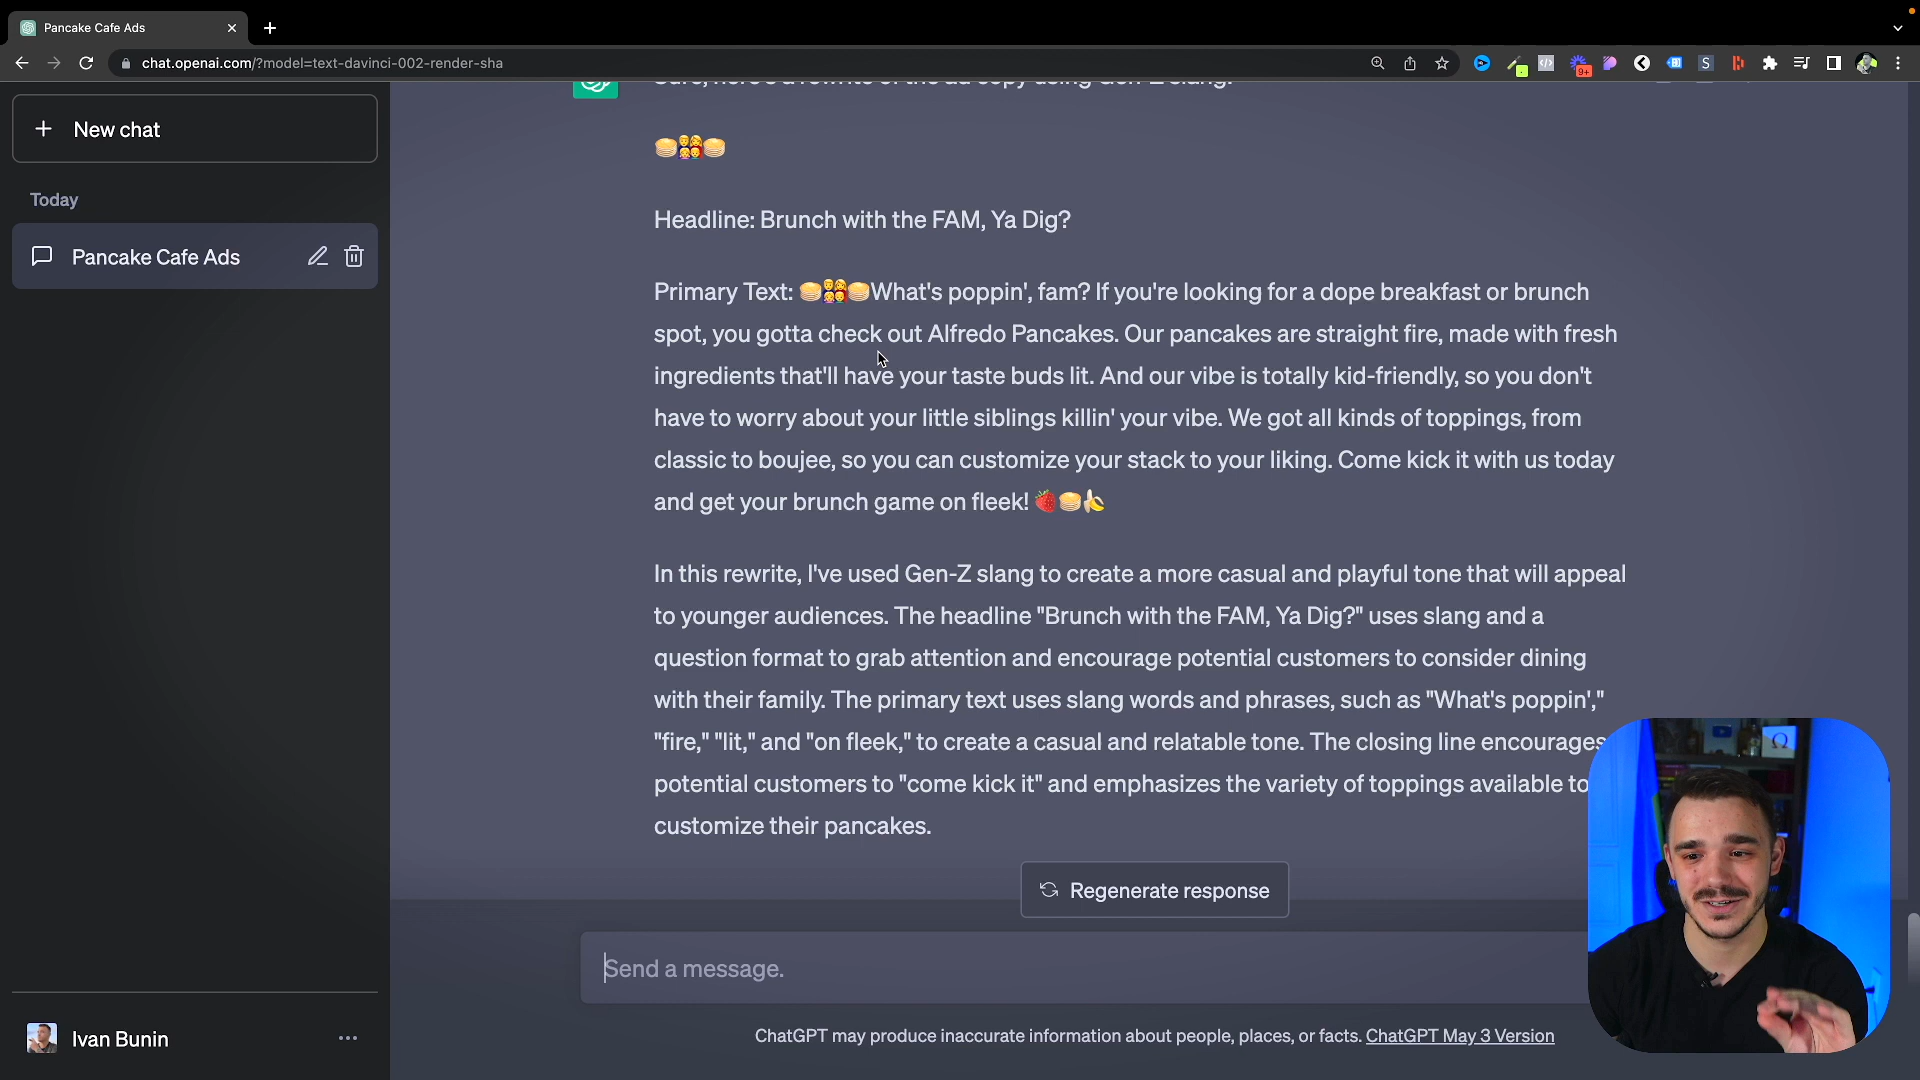 Pancake Cafe Ads
chat.openai.com/?model=text-davinci-002-render-sha
9+
S
New chat
Today
Pancake Cafe Ads
Ivan Bunin
Sure, here's a rewrite of the ad copy using Gen-Z slang:
Headline: Brunch with the FAM, Ya Dig?
Primary Text: 🥞👨‍👩‍👧‍👦🥞What's poppin', fam? If you're looking for a dope breakfast or brunch
spot, you gotta check out Alfredo Pancakes. Our pancakes are straight fire, made with fresh
ingredients that'll have your taste buds lit. And our vibe is totally kid-friendly, so you don't
have to worry about your little siblings killin' your vibe. We got all kinds of toppings, from
classic to boujee, so you can customize your stack to your liking. Come kick it with us today
and get your brunch game on fleek! 🍓🥞🍌
In this rewrite, I've used Gen-Z slang to create a more casual and playful tone that will appeal
to younger audiences. The headline "Brunch with the FAM, Ya Dig?" uses slang and a
question format to grab attention and encourage potential customers to consider dining
with their family. The primary text uses slang words and phrases, such as "What's poppin',"
"fire," "lit," and "on fleek," to create a casual and relatable tone. The closing line encourages
potential customers to "come kick it" and emphasizes the variety of toppings available to
customize their pancakes.
Regenerate response
Send a message.
ChatGPT may produce inaccurate information about people, places, or facts. ChatGPT May 3 Version